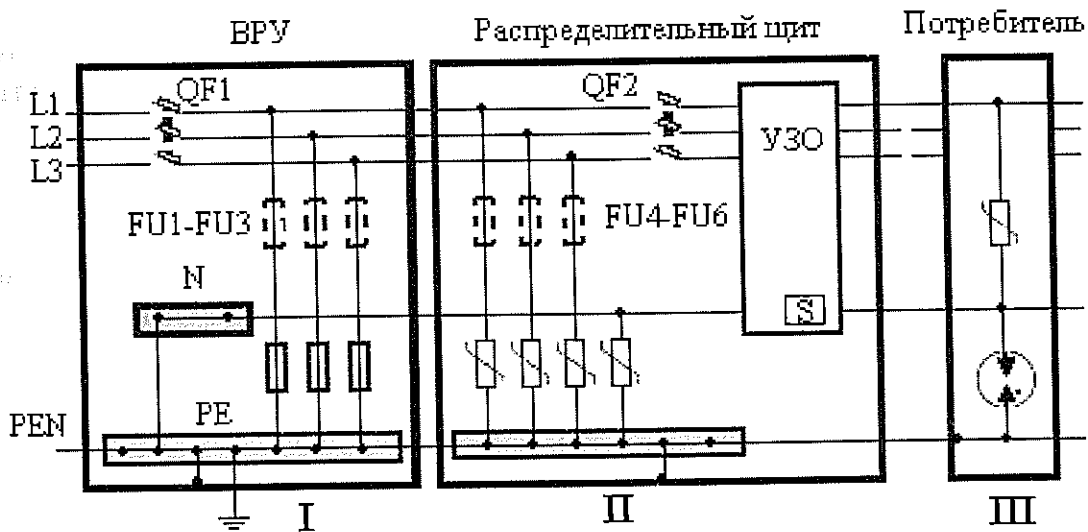 ВРУ
Распределительный щит
Потребитель
QF1
QF2
L1
L2
L3
УЗО
FU1-FU3
FU4-FU6
N
S
PE
PEN
I
II
III